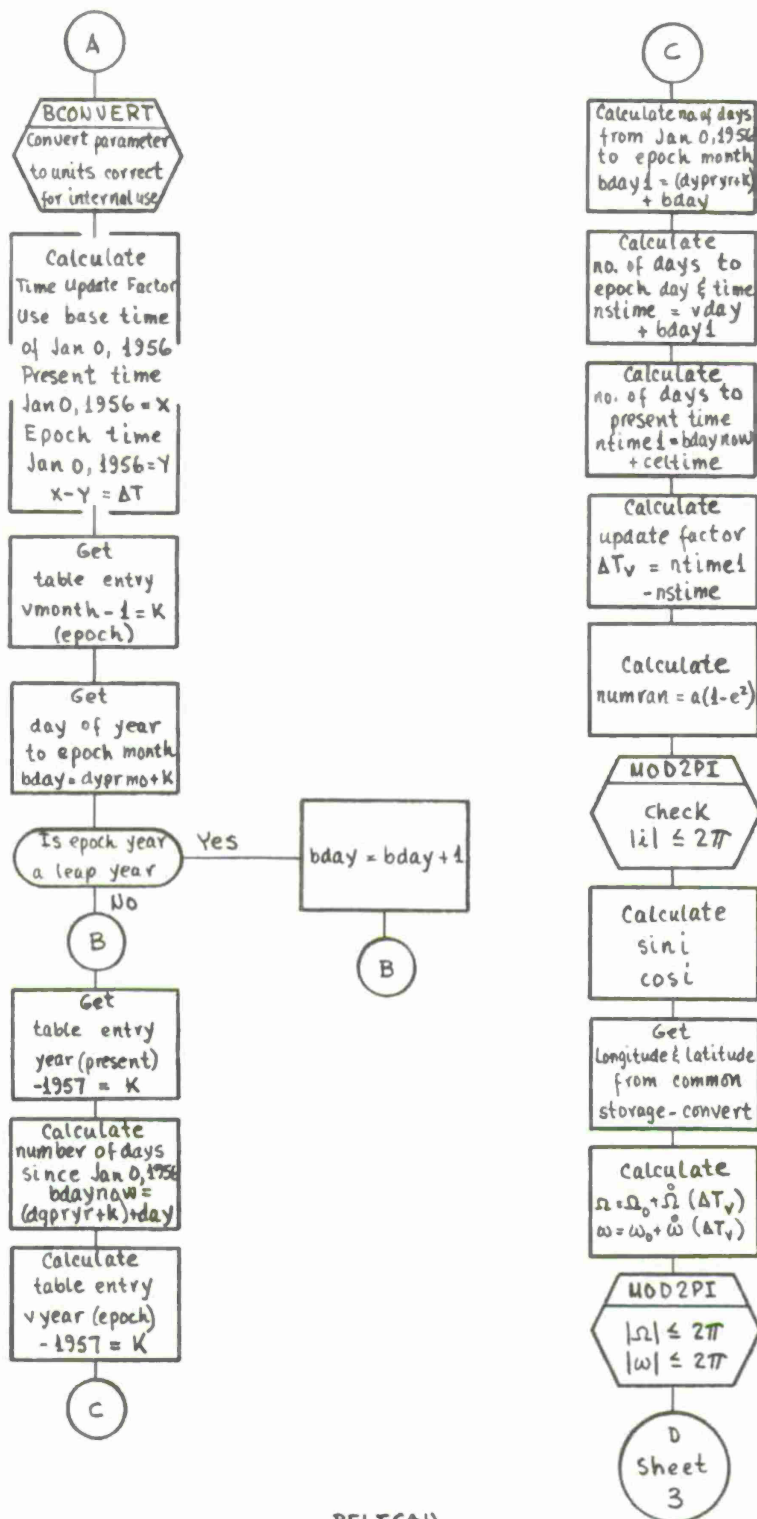 A
BCONVERT
Convert parameter
to units correct
for internal use
Calculate
Time Update Factor
Use base time
of Jan 0, 1956
Present time
Jan 0, 1956 = X
Epoch time
Jan 0, 1956 = Y
X-Y = ΔT
Get
table entry
vmonth - 1 = K
(epoch)
Get
day of year
to epoch month
bday = dyprmo+K
Is epoch year
a leap year
Yes
bday = bday + 1
B
No
B
Get
table entry
year (present)
-1957 = K
Calculate
number of days
since Jan 0, 1956
bdaynow =
(dqpryr+k)+day
Calculate
table entry
vyear (epoch)
- 1957 = K
C
C
Calculate no. of days
from Jan 0, 1956
to epoch month
bday1 = (dypryr+k)
+ bday
Calculate
no. of days to
epoch day & time
nstime = vday
+ bday1
Calculate
no. of days to
present time
ntime1 = bdaynow
+ celtime
Calculate
update factor
ΔTv = ntime1
-nstime
Calculate
numran = a(1-e²)
MOD2PI
Check
|i| ≤ 2π
Calculate
sini
cosi
Get
Longitude & latitude
from common
storage-convert
Calculate
Ω = Ω₀ + Ω̊ (ΔTv)
ω = ω₀ + ω̊ (ΔTv)
MOD2PI
|Ω| ≤ 2π
|ω| ≤ 2π
D
Sheet
3